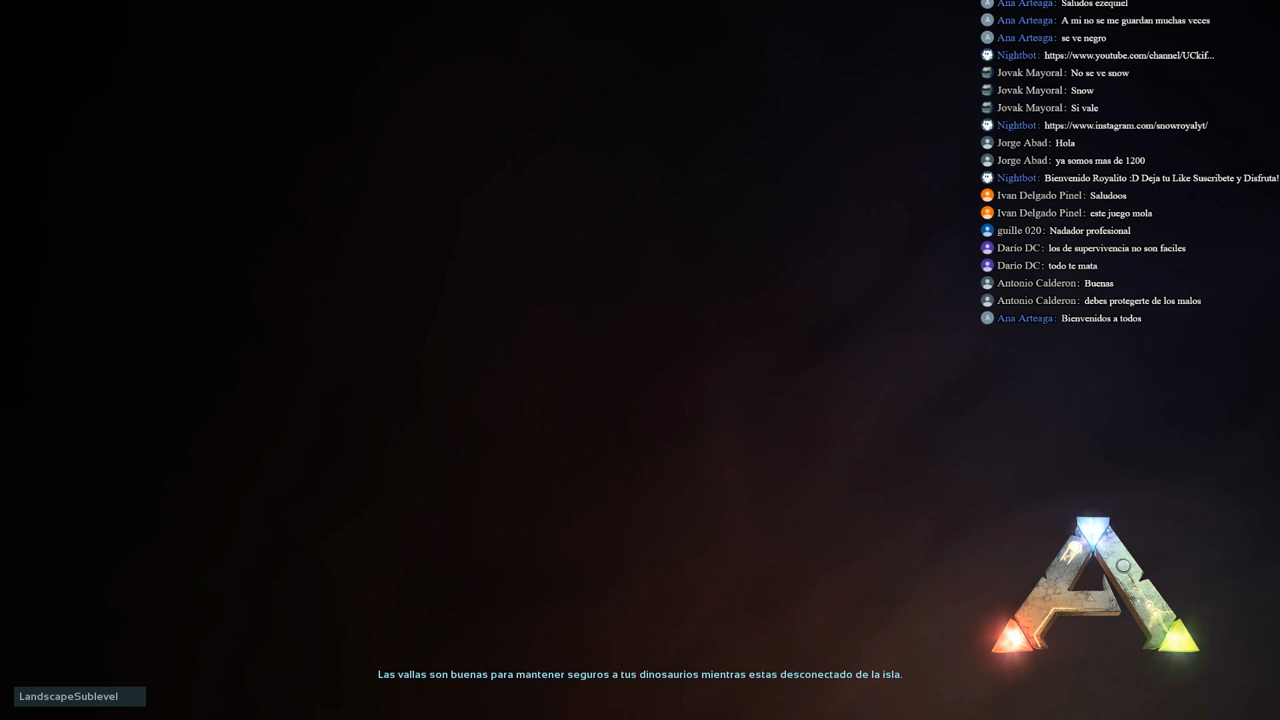 Ana Arteaga: Saludos ezequiel
Ana Arteaga: A mi no se me guardan muchas veces
Ana Arteaga: se ve negro
Nightbot: https://www.youtube.com/channel/UCkif...
Jovak Mayoral: No se ve snow
Jovak Mayoral: Snow
Jovak Mayoral: Si vale
Nightbot: https://www.instagram.com/snowroyalyt/
Jorge Abad: Hola
Jorge Abad: ya somos mas de 1200
Nightbot: Bienvenido Royalito :D Deja tu Like Suscribete y Disfruta!
Ivan Delgado Pinel: Saludoos
Ivan Delgado Pinel: este juego mola
guille 020: Nadador profesional
Darío DC: los de supervivencia no son faciles
Darío DC: todo te mata
Antonio Calderon: Buenas
Antonio Calderon: debes protegerte de los malos
Ana Arteaga: Bienvenidos a todos
Las vallas son buenas para mantener seguros a tus dinosaurios mientras estas desconectado de la isla.
LandscapeSublevel